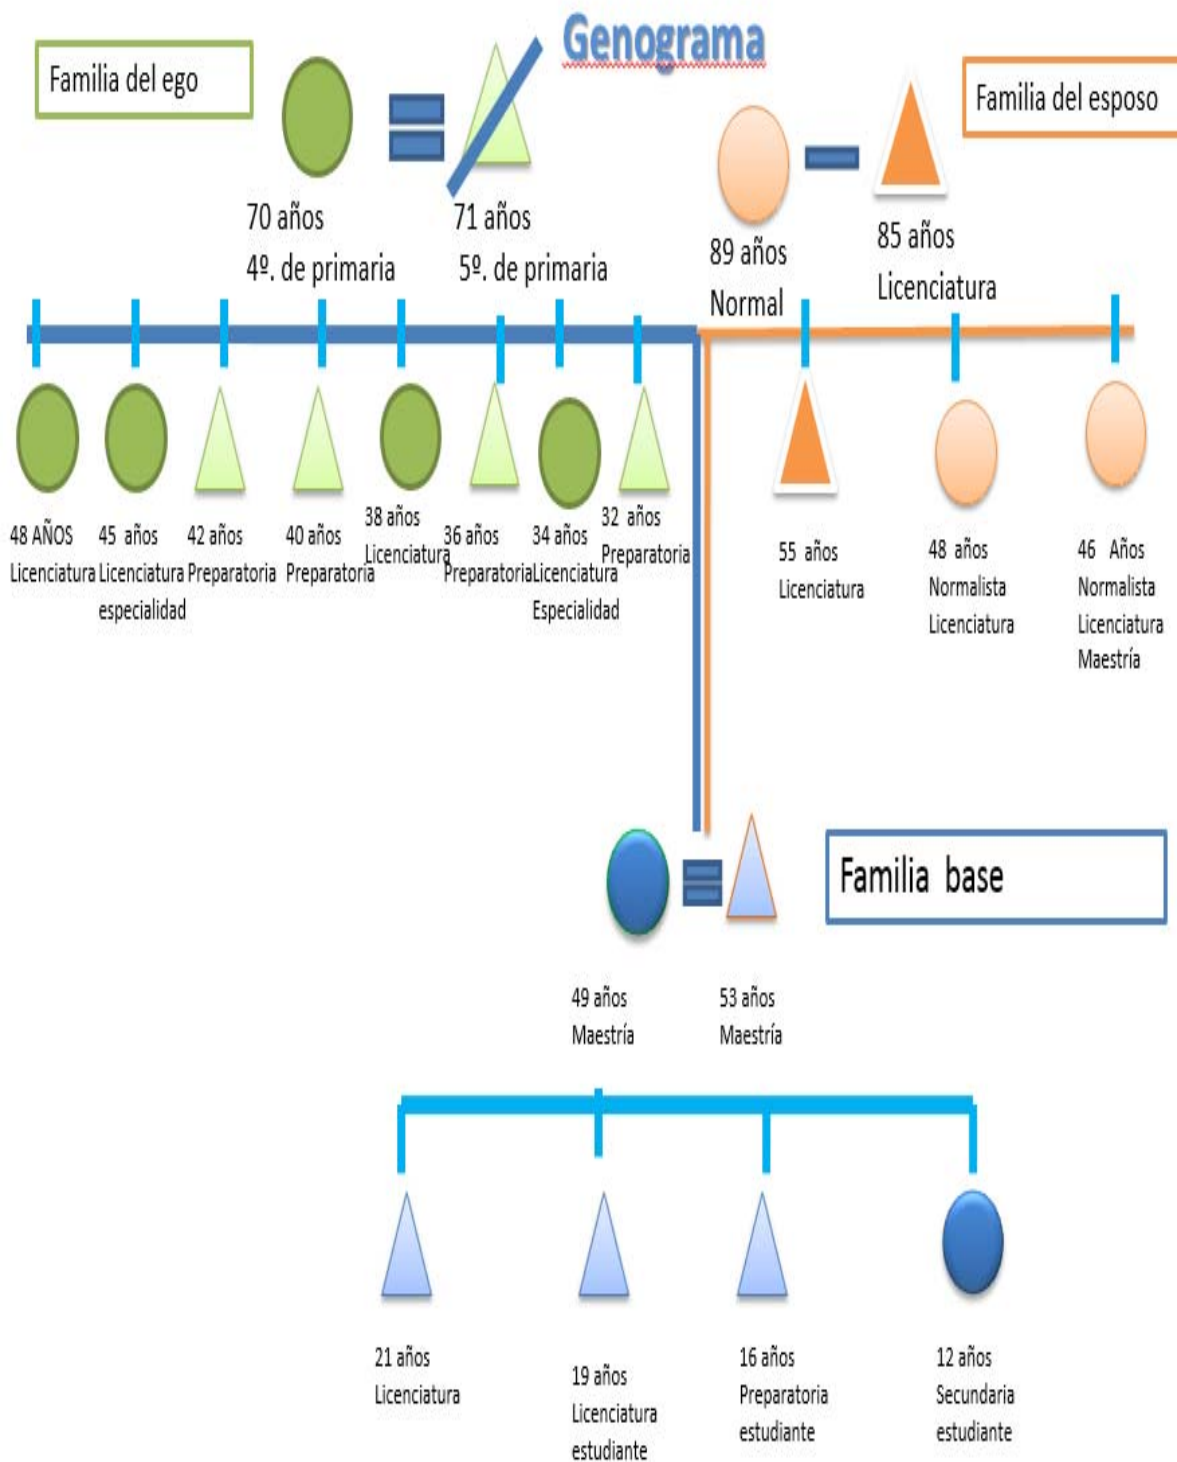 Genograma
Familia del ego
Familia del esposo
70 años
4º. de primaria
71 años
5º. de primaria
89 años
Normal
85 años
Licenciatura
48 AÑOS
Licenciatura
45 años
Licenciatura
especialidad
42 años
Preparatoria
40 años
Preparatoria
38 años
Licenciatura
36 años
Preparatoria
34 años
Licenciatura
Especialidad
32 años
Preparatoria
55 años
Licenciatura
48 años
Normalista
Licenciatura
46 Años
Normalista
Licenciatura
Maestría
Familia base
49 años
Maestría
53 años
Maestría
21 años
Licenciatura
19 años
Licenciatura
estudiante
16 años
Preparatoria
estudiante
12 años
Secundaria
estudiante